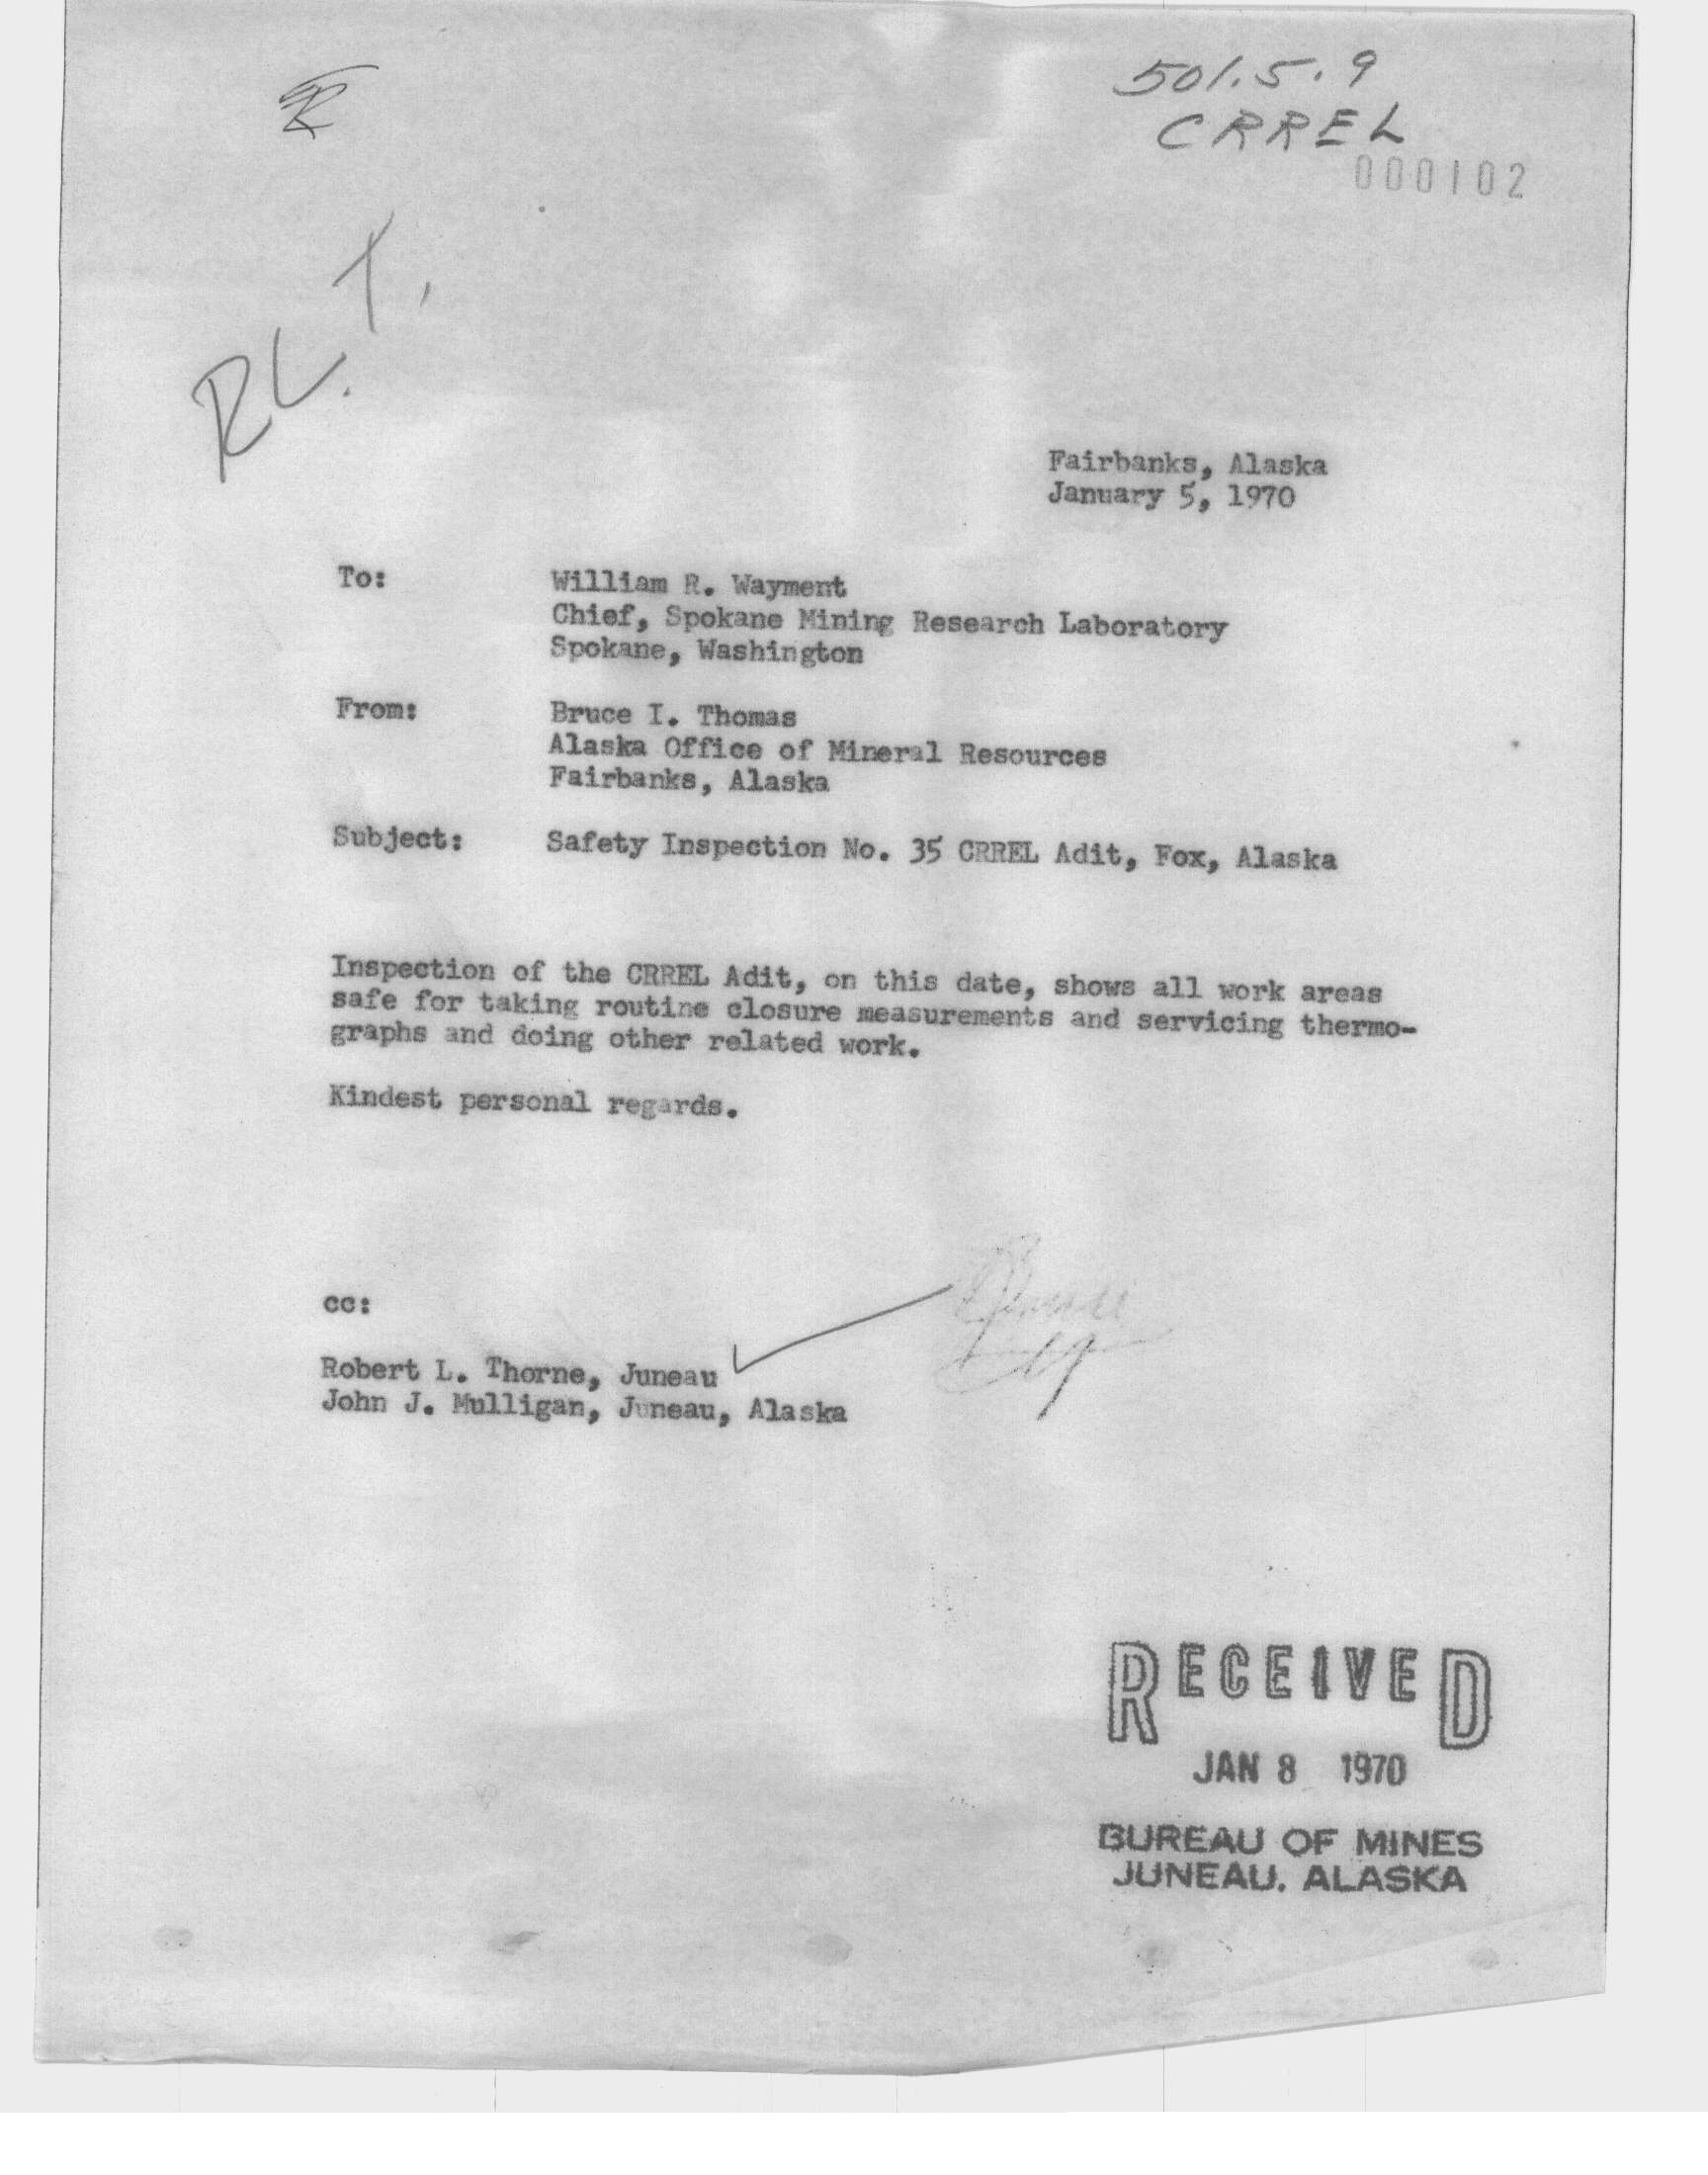 501.5.9
CRREL
000102
R L. T.
Fairbanks, Alaska
January 5, 1970
To: William R. Wayment
Chief, Spokane Mining Research Laboratory
Spokane, Washington
From: Bruce I. Thomas
Alaska Office of Mineral Resources
Fairbanks, Alaska
Subject: Safety Inspection No. 35 CRREL Adit, Fox, Alaska
Inspection of the CRREL Adit, on this date, shows all work areas
safe for taking routine closure measurements and servicing thermo-
graphs and doing other related work.
Kindest personal regards.
cc:
Robert L. Thorne, Juneau
John J. Mulligan, Juneau, Alaska
RECEIVED
JAN 8 1970
BUREAU OF MINES
JUNEAU, ALASKA